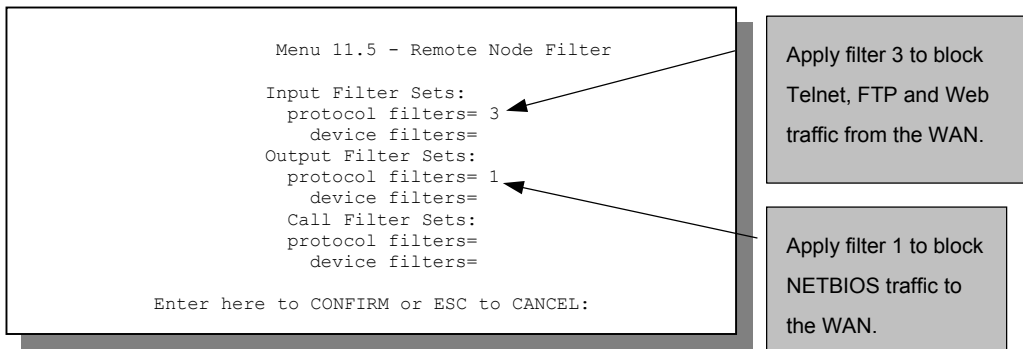 Menu 11.5 - Remote Node Filter
Input Filter Sets:
protocol filters= 3
device filters=
Output Filter Sets:
protocol filters= 1
device filters=
Call Filter Sets:
protocol filters=
device filters=
Enter here to CONFIRM or ESC to CANCEL:
Apply filter 3 to block
Telnet, FTP and Web
traffic from the WAN.
Apply filter 1 to block
NETBIOS traffic to
the WAN.